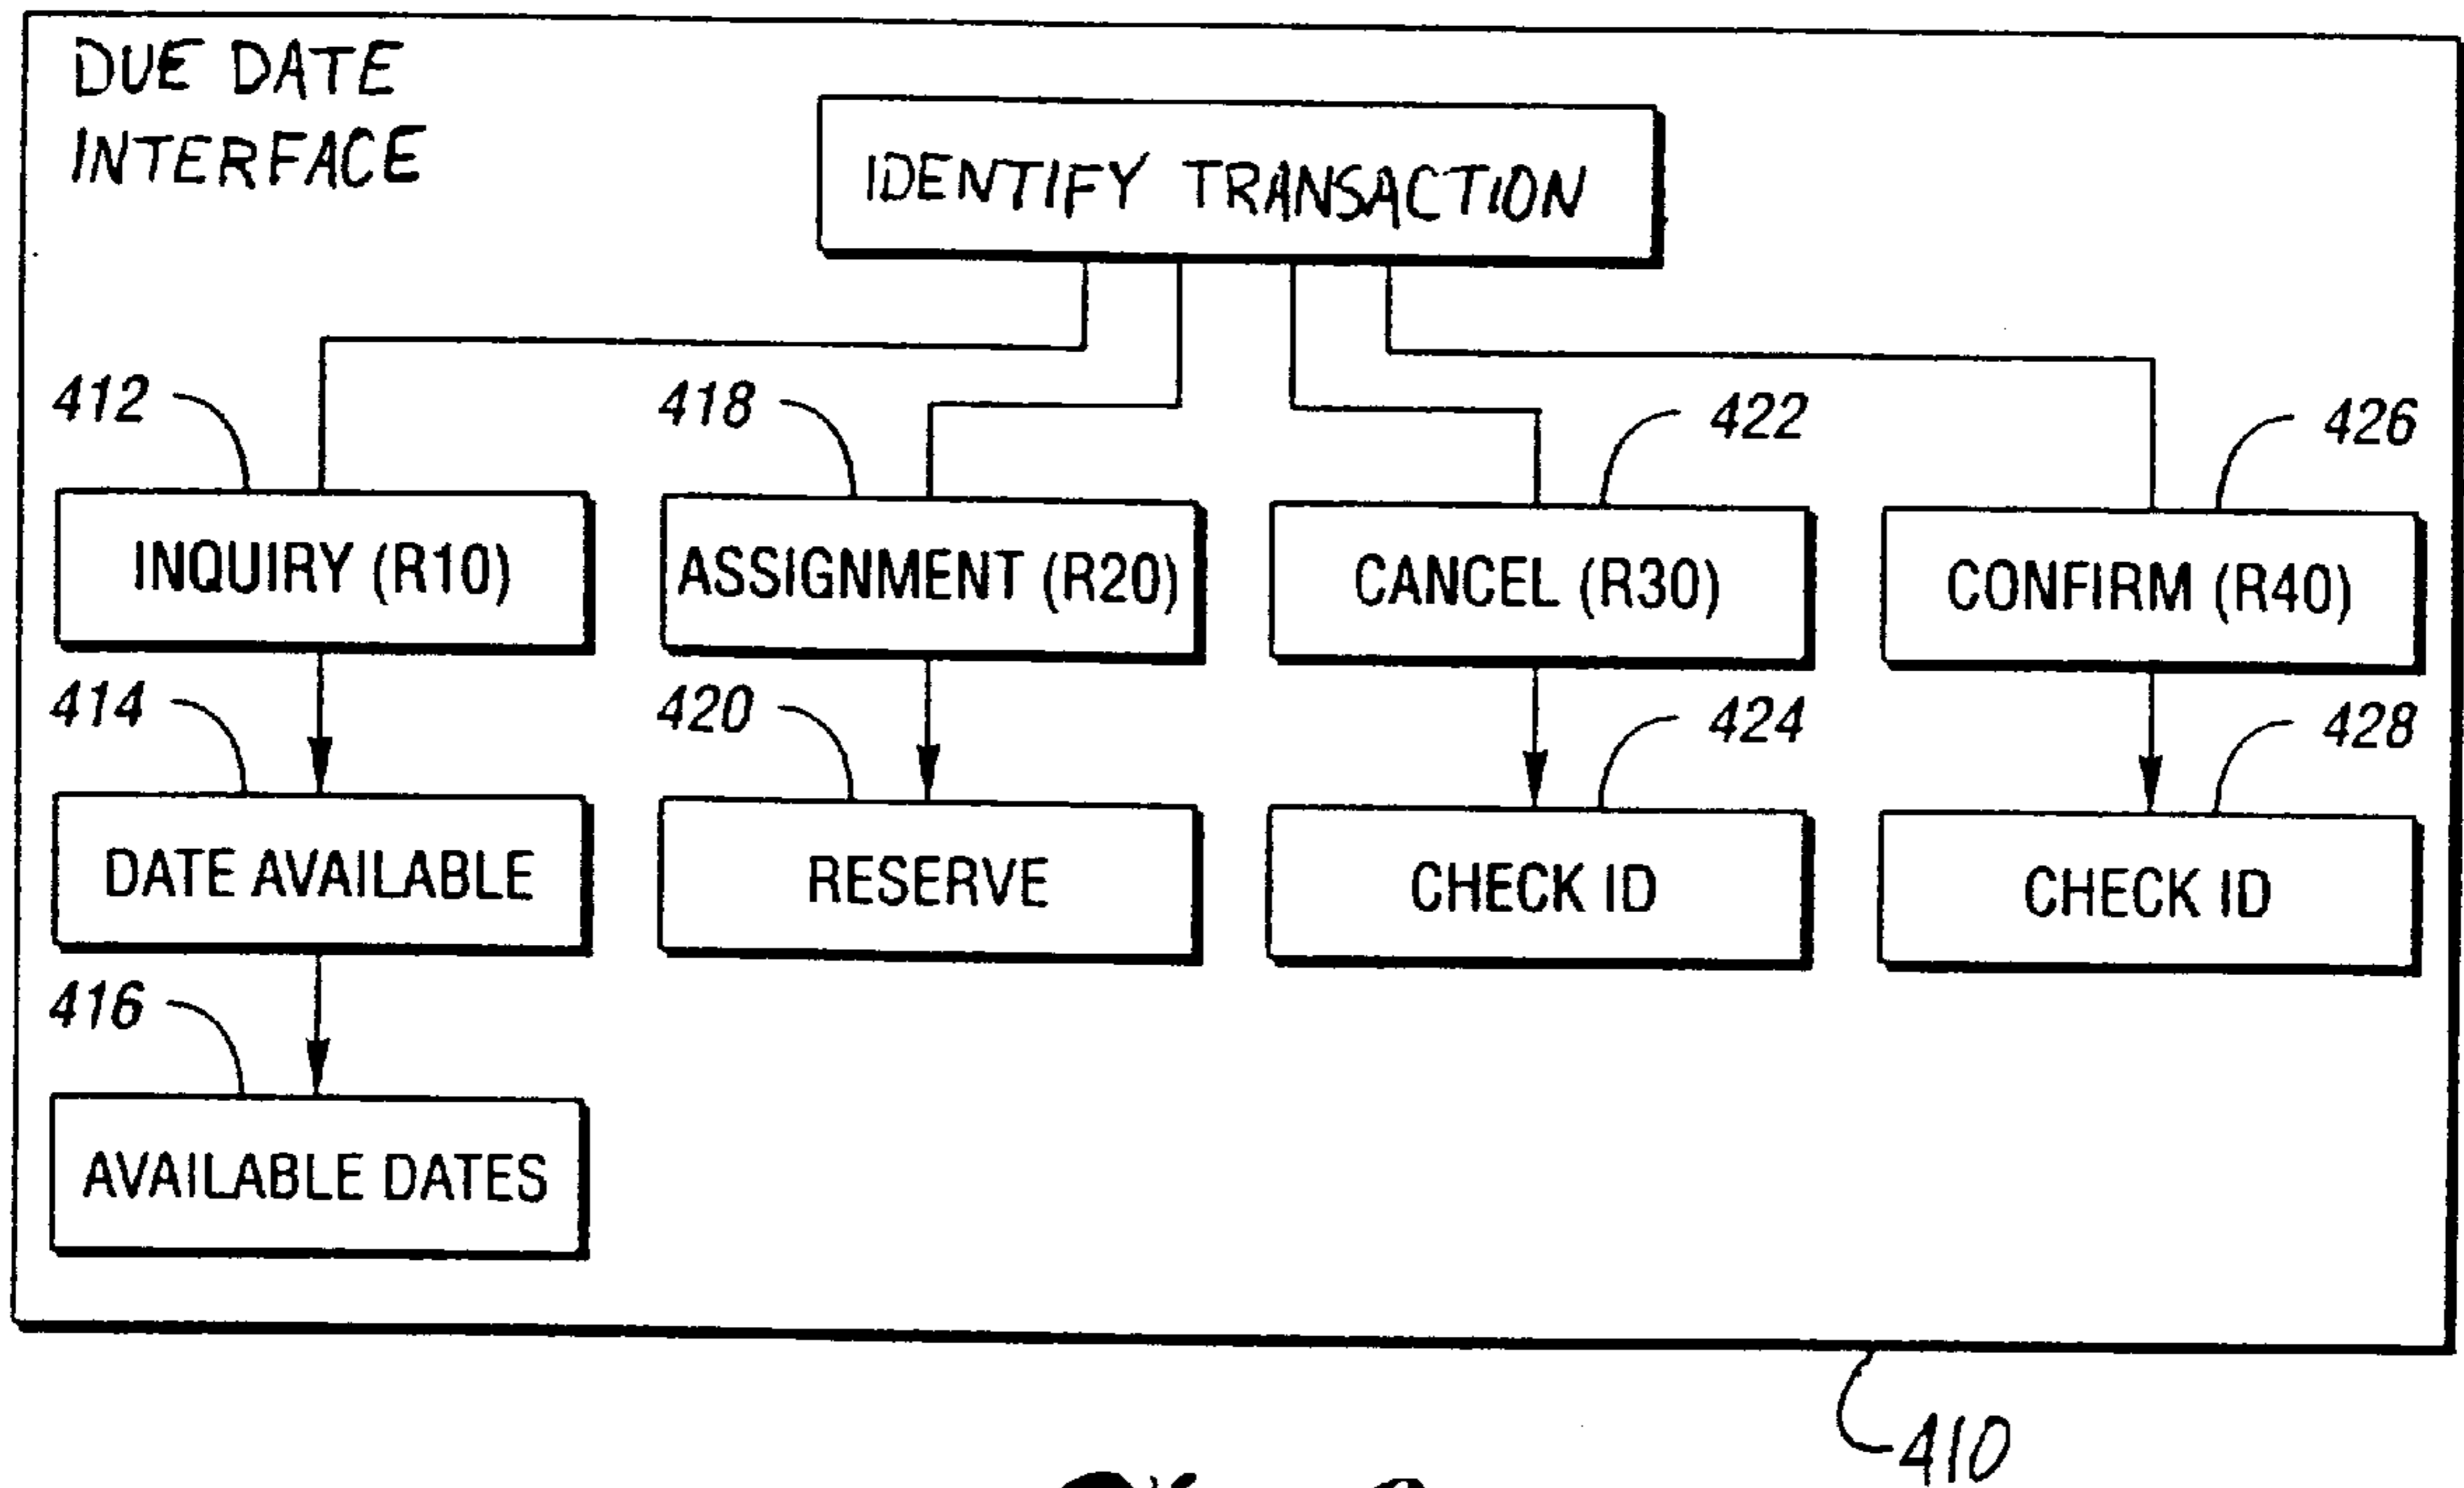 DUE DATE
INTERFACE
IDENTIFY TRANSACTION
412
418
422
426
INQUIRY (R10)
ASSIGNMENT (R20)
CANCEL (R30)
CONFIRM (R40)
414
420
424
428
DATE AVAILABLE
RESERVE
CHECK ID
CHECK ID
416
AVAILABLE DATES
410